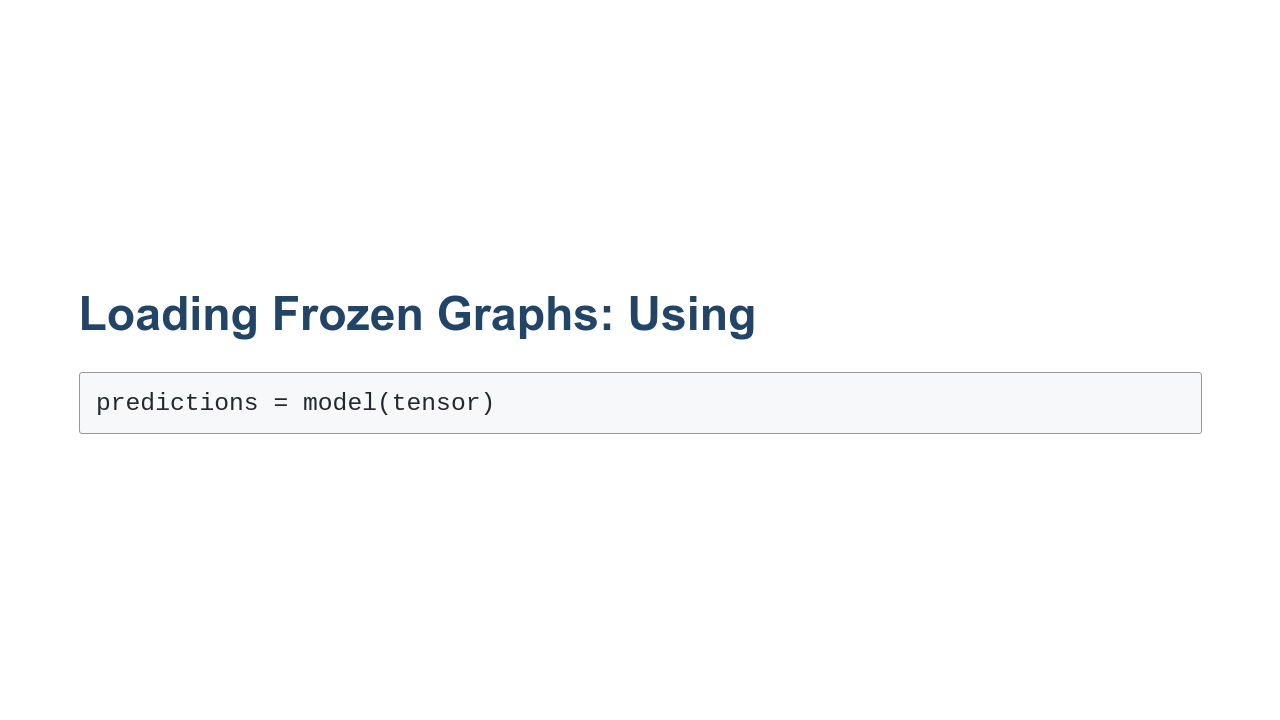 Loading Frozen Graphs: Using
predictions = model(tensor)